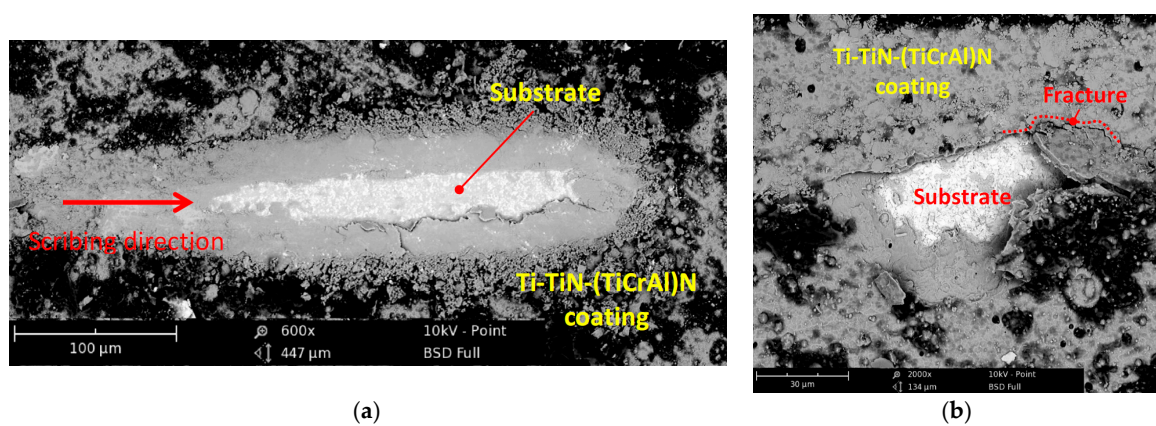 Substrate
Scribing direction
Ti-TiN-(TiCrAl)N
coating
100 µm
600x
447 µm
10kV - Point
BSD Full
(a)
Ti-TiN-(TiCrAl)N
coating
Fracture
Substrate
30 µm
2000x
134 µm
10kV - Point
BSD Full
(b)